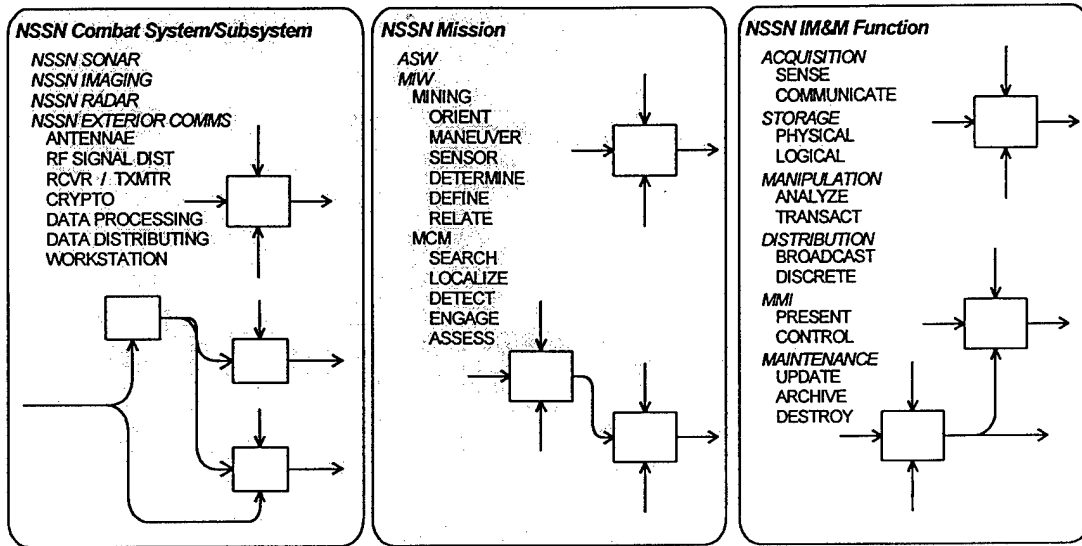 NSSN Combat System/Subsystem
NSSN SONAR
NSSN IMAGING
NSSN RADAR
NSSN EXTERIOR COMMS
ANTENNAE
RF SIGNAL DIST
RCVR / TXMTR
CRYPTO
DATA PROCESSING
DATA DISTRIBUTING
WORKSTATION
NSSN Mission
ASW
MIW
MINING
ORIENT
MANEUVER
SENSOR
DETERMINE
DEFINE
RELATE
MCM
SEARCH
LOCALIZE
DETECT
ENGAGE
ASSESS
NSSN IM&M Function
ACQUISITION
SENSE
COMMUNICATE
STORAGE
PHYSICAL
LOGICAL
MANIPULATION
ANALYZE
TRANSACT
DISTRIBUTION
BROADCAST
DISCRETE
MMI
PRESENT
CONTROL
MAINTENANCE
UPDATE
ARCHIVE
DESTROY